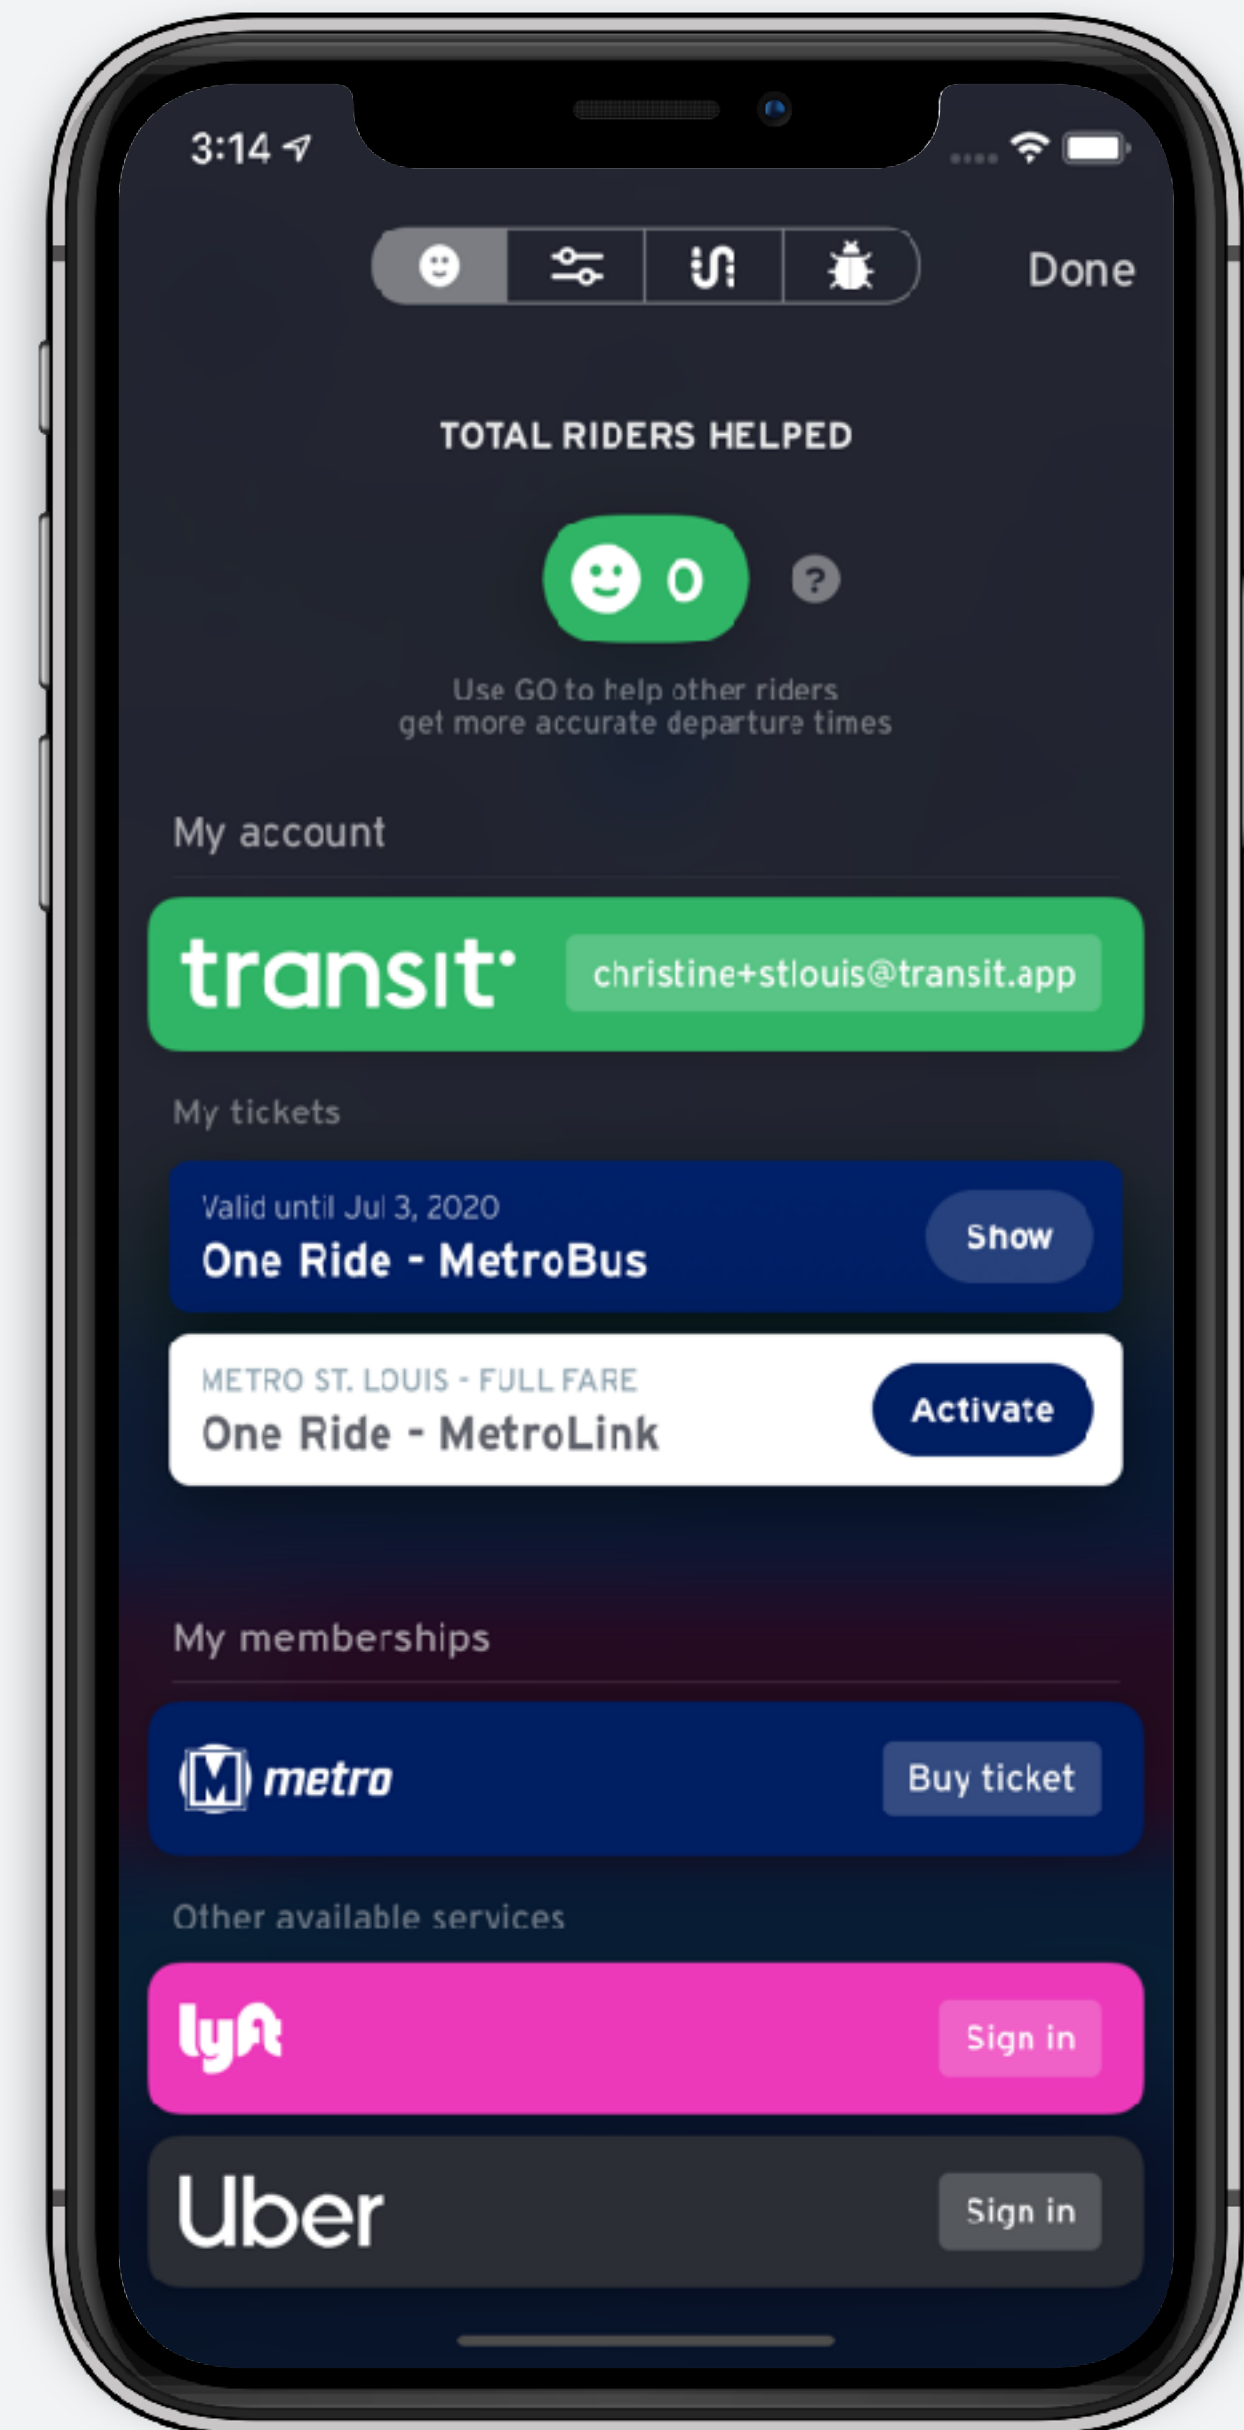 3:14
Done
TOTAL RIDERS HELPED
0
?
Use GO to help other riders
get more accurate departure times
My account
transit
christine+stlouis@transit.app
My tickets
Valid until Jul 3, 2020
One Ride - MetroBus
Show
METRO ST. LOUIS - FULL FARE
One Ride - MetroLink
Activate
My memberships
M metro
Buy ticket
Other available services
lyft
Sign in
Uber
Sign in